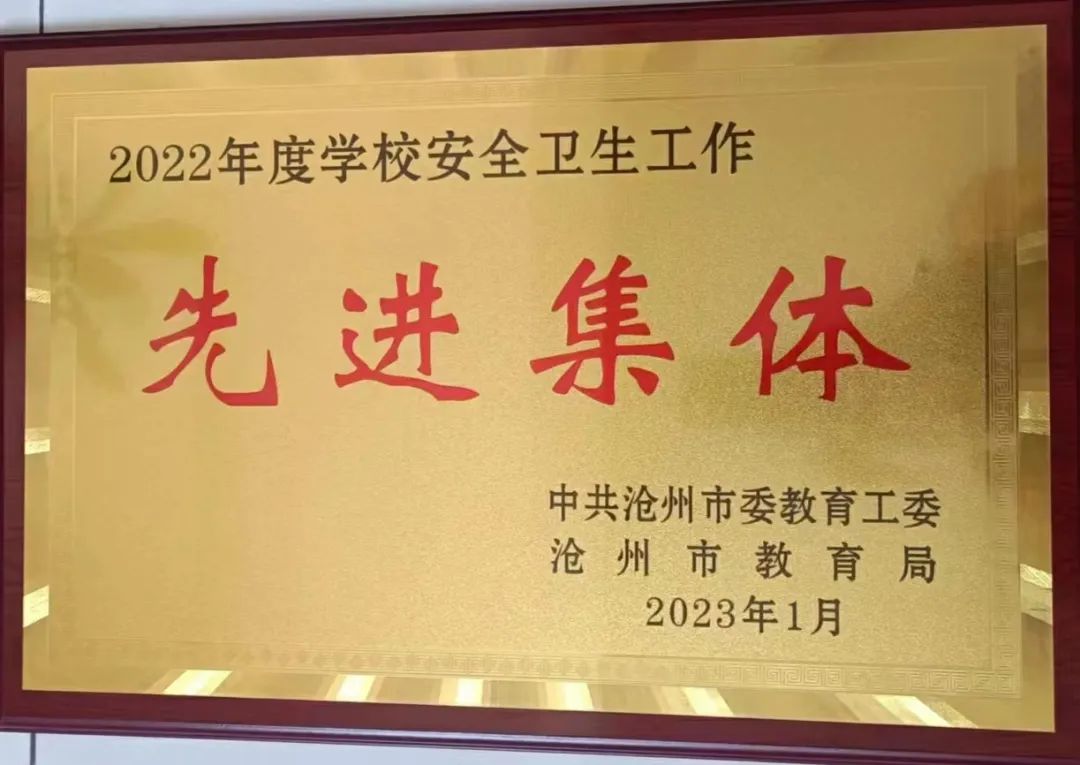 2022年度学校安全卫生工作
先进集体
中共沧州市委教育工委
沧州市教育局
2023年1月